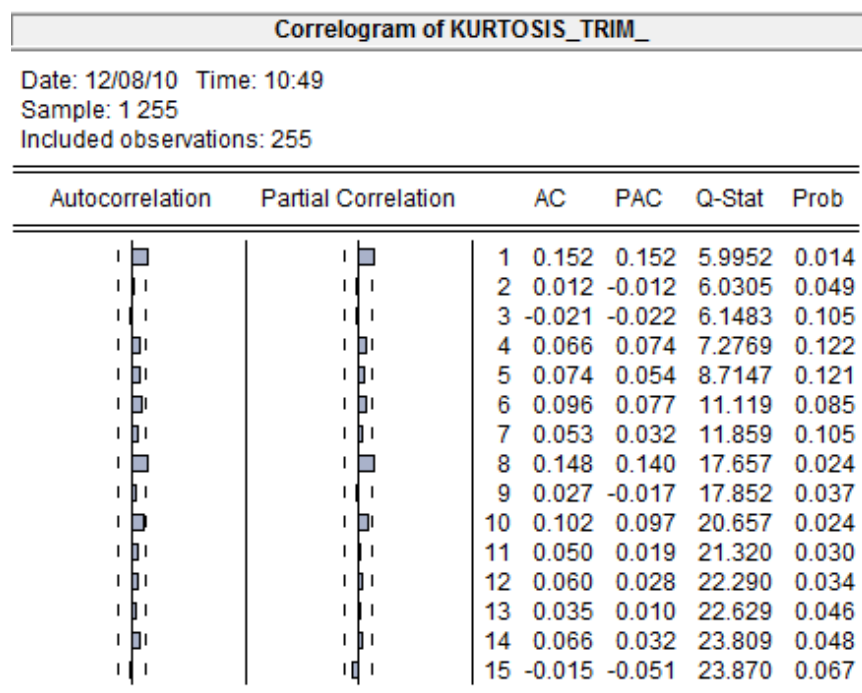 Correlogram of KURTOSIS_TRIM_
Date: 12/08/10 Time: 10:49
Sample: 1 255
Included observations: 255
Autocorrelation Partial Correlation AC PAC Q-Stat Prob
1 0.152 0.152 5.9952 0.014
2 0.012 -0.012 6.0305 0.049
3 -0.021 -0.022 6.1483 0.105
4 0.066 0.074 7.2769 0.122
5 0.074 0.054 8.7147 0.121
6 0.096 0.077 11.119 0.085
7 0.053 0.032 11.859 0.105
8 0.148 0.140 17.657 0.024
9 0.027 -0.017 17.852 0.037
10 0.102 0.097 20.657 0.024
11 0.050 0.019 21.320 0.030
12 0.060 0.028 22.290 0.034
13 0.035 0.010 22.629 0.046
14 0.066 0.032 23.809 0.048
15 -0.015 -0.051 23.870 0.067